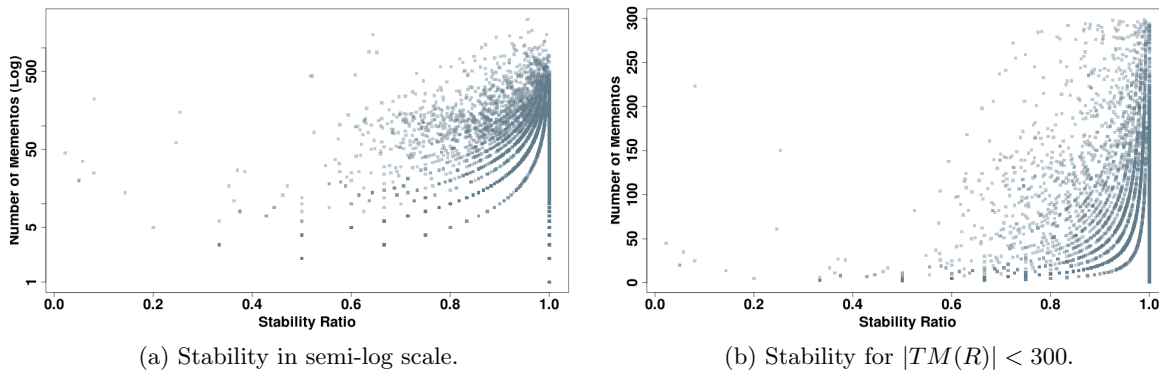 Number of Mementos (Log)
500
50
5
1
0.0 0.2 0.4 0.6 0.8 1.0
Stability Ratio
(a) Stability in semi-log scale.
Number of Mementos
300
250
200
150
100
50
0
0.0 0.2 0.4 0.6 0.8 1.0
Stability Ratio
(b) Stability for |TM(R)| < 300.